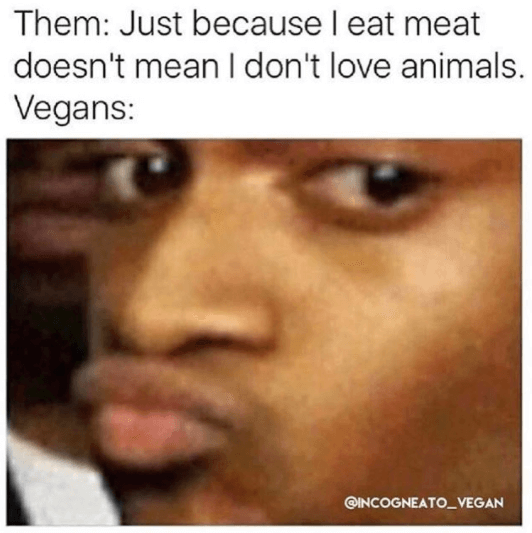 Them: Just because I eat meat
doesn't mean I don't love animals.
Vegans:
@INCOGNEATO_VEGAN